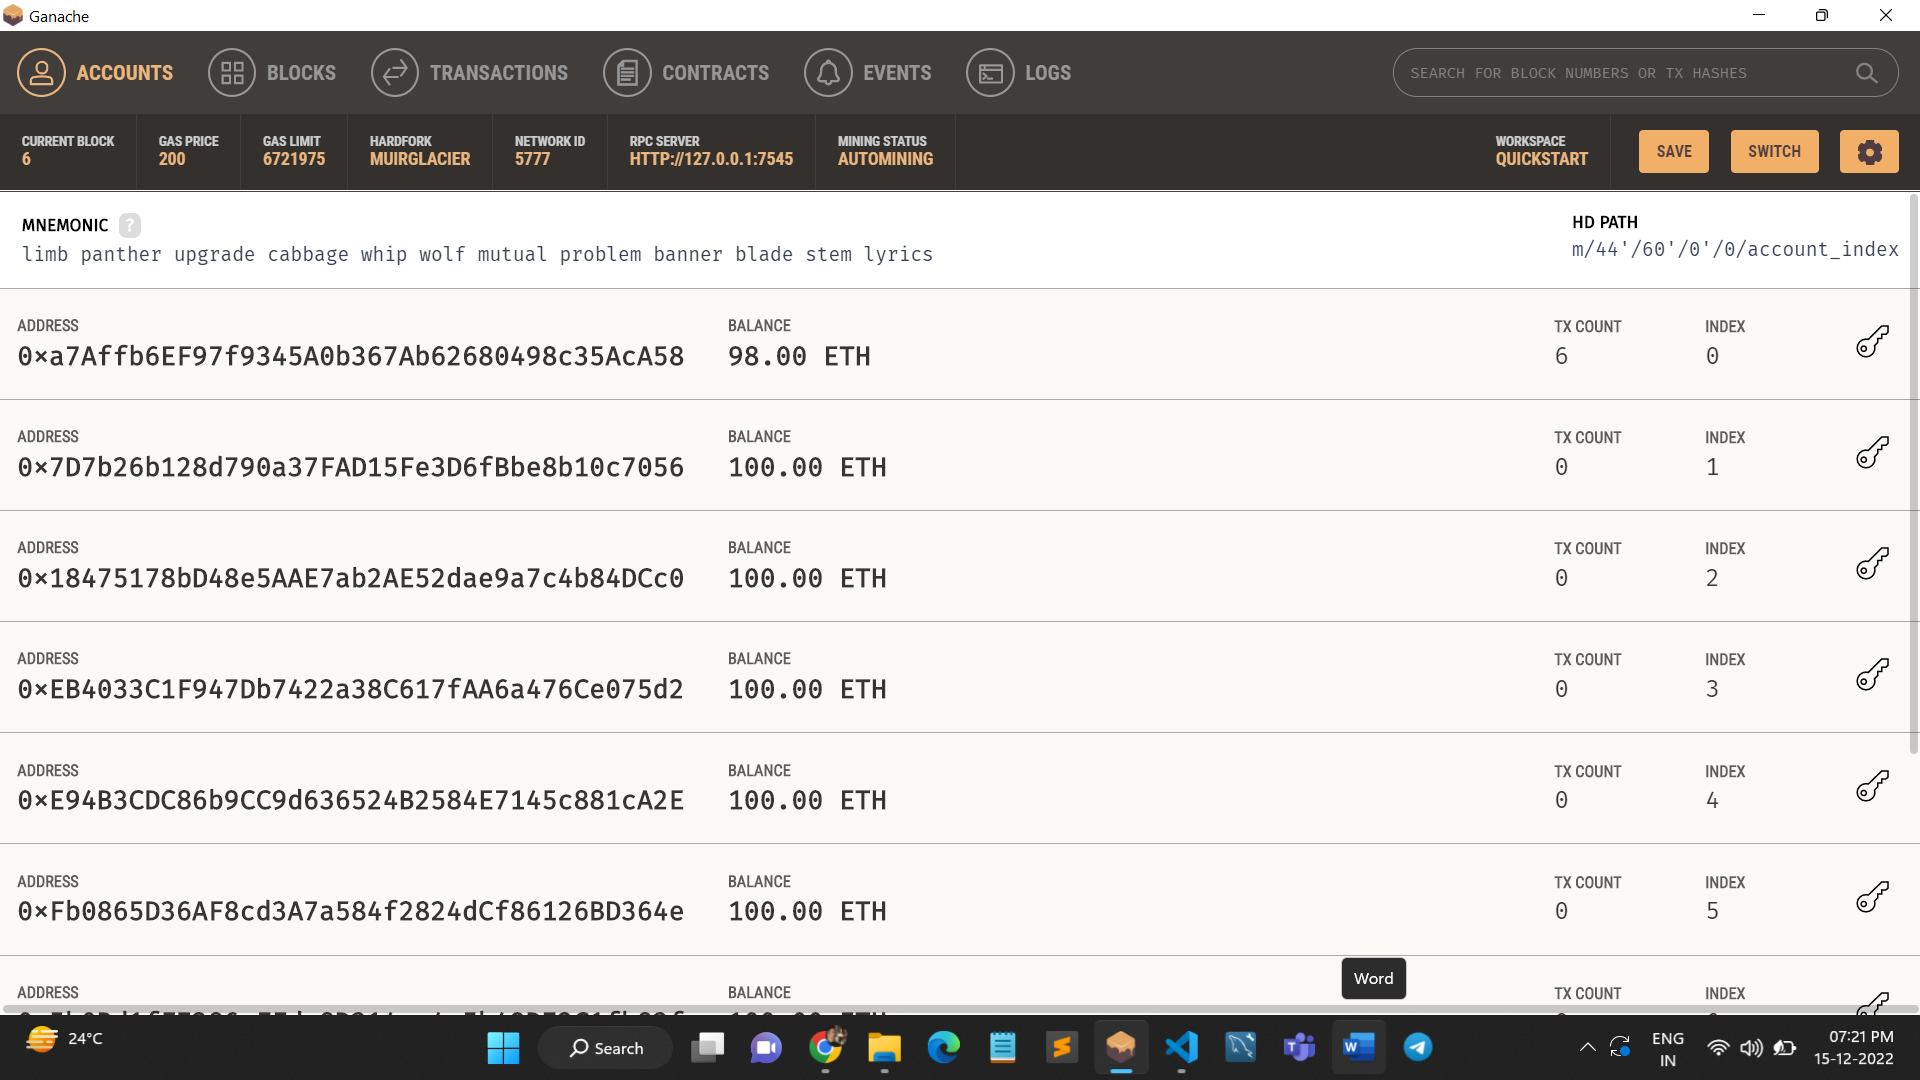 Ganache
ACCOUNTS BLOCKS TRANSACTIONS CONTRACTS EVENTS LOGS SEARCH FOR BLOCK NUMBERS OR TX HASHES
CURRENT BLOCK GAS PRICE GAS LIMIT HARDFORK NETWORK ID RPC SERVER MINING STATUS WORKSPACE
6 200 6721975 MUIRGLACIER 5777 HTTP://127.0.0.1:7545 AUTOMINING QUICKSTART SAVE SWITCH
MNEMONIC ? HD PATH
limb panther upgrade cabbage whip wolf mutual problem banner blade stem lyrics m/44'/60'/0'/0/account_index
ADDRESS BALANCE TX COUNT INDEX
0×a7Affb6EF97f9345A0b367Ab62680498c35AcA58 98.00 ETH 6 0
ADDRESS BALANCE TX COUNT INDEX
0×7D7b26b128d790a37FAD15Fe3D6fBbe8b10c7056 100.00 ETH 0 1
ADDRESS BALANCE TX COUNT INDEX
0×18475178bD48e5AAE7ab2AE52dae9a7c4b84DCc0 100.00 ETH 0 2
ADDRESS BALANCE TX COUNT INDEX
0×EB4033C1F947Db7422a38C617fAA6a476Ce075d2 100.00 ETH 0 3
ADDRESS BALANCE TX COUNT INDEX
0×E94B3CDC86b9CC9d636524B2584E7145c881cA2E 100.00 ETH 0 4
ADDRESS BALANCE TX COUNT INDEX
0×Fb0865D36AF8cd3A7a584f2824dCf86126BD364e 100.00 ETH 0 5
Word
ADDRESS BALANCE TX COUNT INDEX
24°C Search ENG IN 07:21 PM
15-12-2022